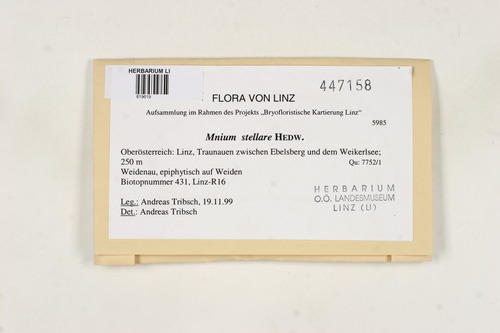 HERBARIUM LI
619019
447158
FLORA VON LINZ
Aufsammlung im Rahmen des Projekts „Bryofloristische Kartierung Linz“
5985
Mnium stellare HEDW.
Oberösterreich: Linz, Traunauen zwischen Ebelsberg und dem Weikerlsee;
250 m Qu: 7752/1
Weidenau, epiphytisch auf Weiden
Biotopnummer 431, Linz-R16
Leg.: Andreas Tribsch, 19.11.99
Det.: Andreas Tribsch
HERBARIUM
O.Ö. LANDESMUSEUM
LINZ (U)